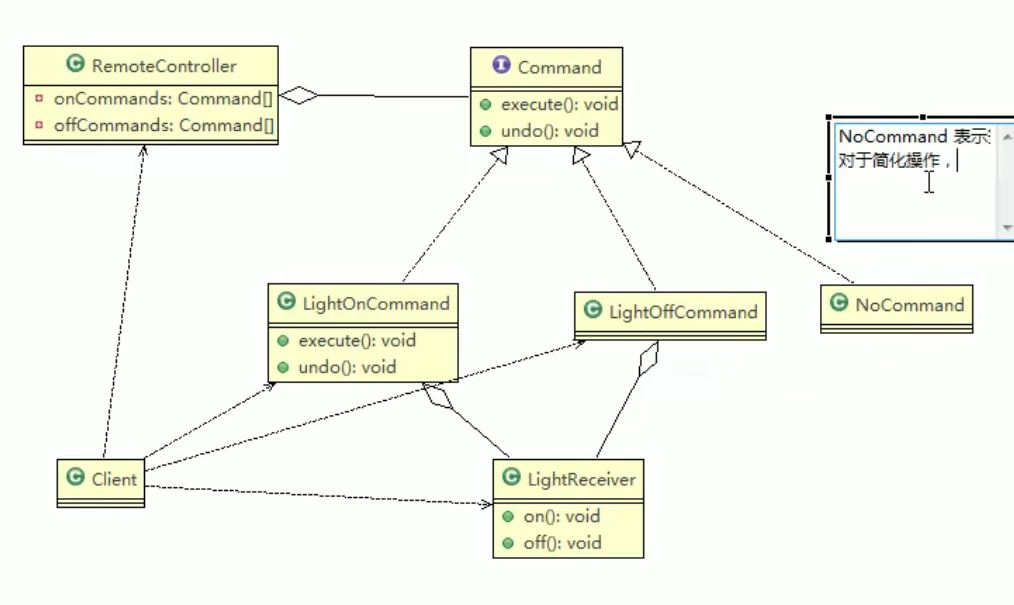 RemoteController
onCommands: Command[]
offCommands: Command[]
Command
execute(): void
undo(): void
NoCommand 表示
对于简化操作，
LightOnCommand
execute(): void
undo(): void
LightOffCommand
NoCommand
Client
LightReceiver
on(): void
off(): void